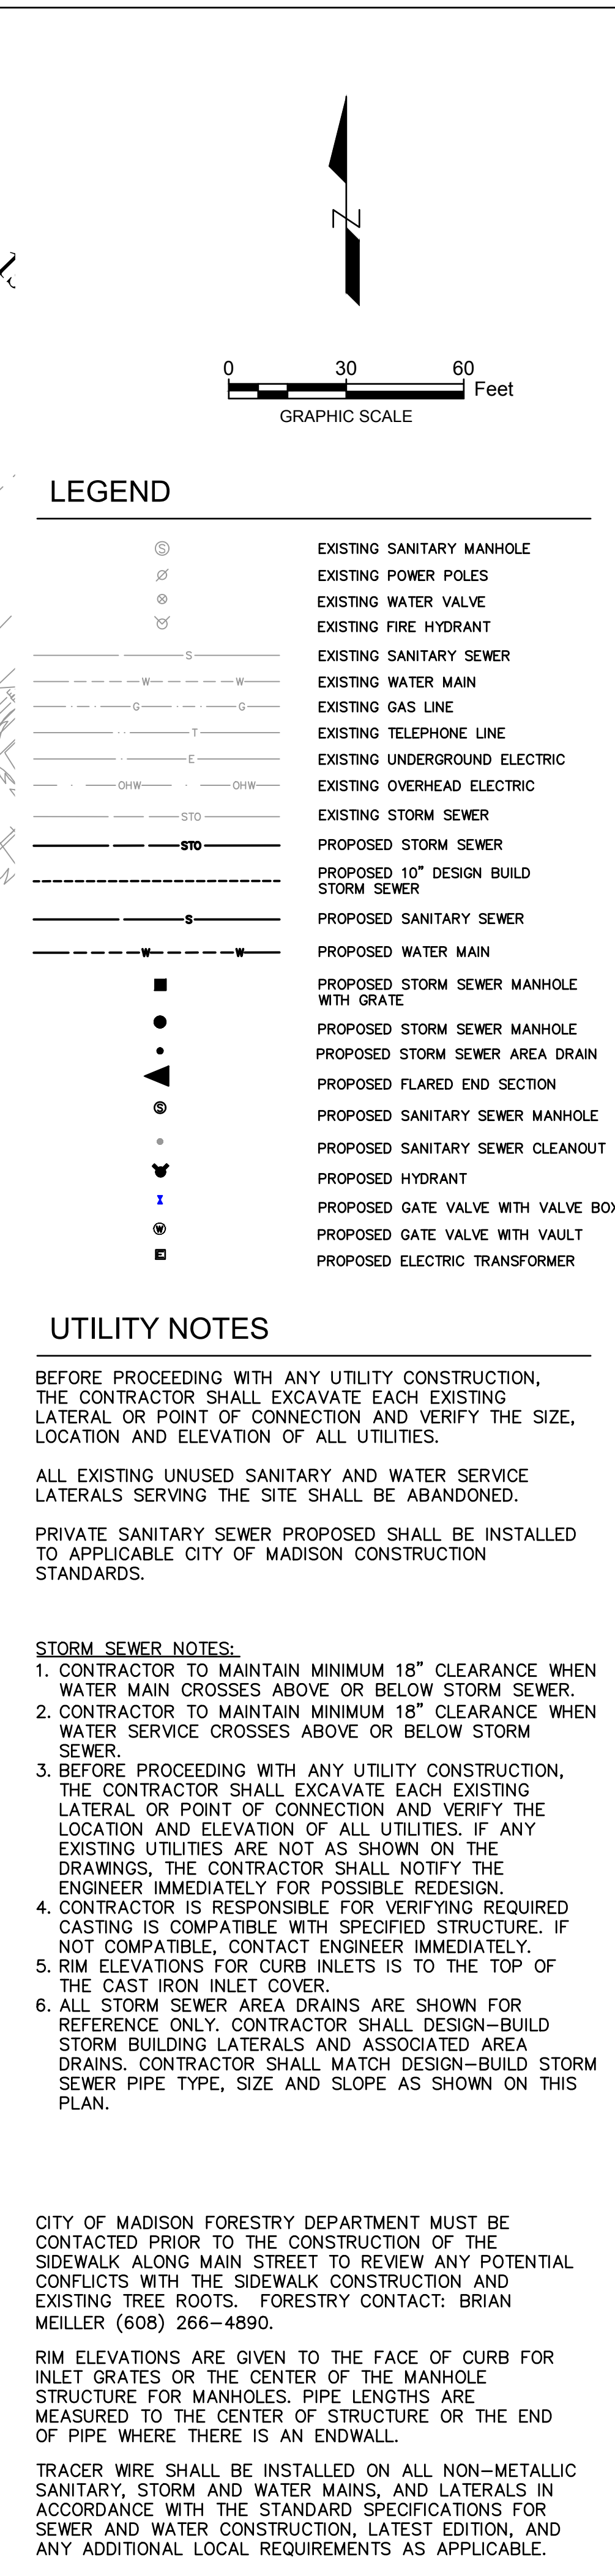 N
0 30 60
Feet
GRAPHIC SCALE
LEGEND
S EXISTING SANITARY MANHOLE
EXISTING POWER POLES
EXISTING WATER VALVE
EXISTING FIRE HYDRANT
S EXISTING SANITARY SEWER
W W EXISTING WATER MAIN
G G EXISTING GAS LINE
T EXISTING TELEPHONE LINE
E EXISTING UNDERGROUND ELECTRIC
OHW OHW EXISTING OVERHEAD ELECTRIC
STO EXISTING STORM SEWER
STO PROPOSED STORM SEWER
PROPOSED 10" DESIGN BUILD
STORM SEWER
S PROPOSED SANITARY SEWER
W W PROPOSED WATER MAIN
PROPOSED STORM SEWER MANHOLE
WITH GRATE
PROPOSED STORM SEWER MANHOLE
PROPOSED STORM SEWER AREA DRAIN
PROPOSED FLARED END SECTION
S PROPOSED SANITARY SEWER MANHOLE
PROPOSED SANITARY SEWER CLEANOUT
PROPOSED HYDRANT
PROPOSED GATE VALVE WITH VALVE BOX
W PROPOSED GATE VALVE WITH VAULT
E PROPOSED ELECTRIC TRANSFORMER
UTILITY NOTES
BEFORE PROCEEDING WITH ANY UTILITY CONSTRUCTION,
THE CONTRACTOR SHALL EXCAVATE EACH EXISTING
LATERAL OR POINT OF CONNECTION AND VERIFY THE SIZE,
LOCATION AND ELEVATION OF ALL UTILITIES.
ALL EXISTING UNUSED SANITARY AND WATER SERVICE
LATERALS SERVING THE SITE SHALL BE ABANDONED.
PRIVATE SANITARY SEWER PROPOSED SHALL BE INSTALLED
TO APPLICABLE CITY OF MADISON CONSTRUCTION
STANDARDS.
STORM SEWER NOTES:
1. CONTRACTOR TO MAINTAIN MINIMUM 18" CLEARANCE WHEN
WATER MAIN CROSSES ABOVE OR BELOW STORM SEWER.
2. CONTRACTOR TO MAINTAIN MINIMUM 18" CLEARANCE WHEN
WATER SERVICE CROSSES ABOVE OR BELOW STORM
SEWER.
3. BEFORE PROCEEDING WITH ANY UTILITY CONSTRUCTION,
THE CONTRACTOR SHALL EXCAVATE EACH EXISTING
LATERAL OR POINT OF CONNECTION AND VERIFY THE
LOCATION AND ELEVATION OF ALL UTILITIES. IF ANY
EXISTING UTILITIES ARE NOT AS SHOWN ON THE
DRAWINGS, THE CONTRACTOR SHALL NOTIFY THE
ENGINEER IMMEDIATELY FOR POSSIBLE REDESIGN.
4. CONTRACTOR IS RESPONSIBLE FOR VERIFYING REQUIRED
CASTING IS COMPATIBLE WITH SPECIFIED STRUCTURE. IF
NOT COMPATIBLE, CONTACT ENGINEER IMMEDIATELY.
5. RIM ELEVATIONS FOR CURB INLETS IS TO THE TOP OF
THE CAST IRON INLET COVER.
6. ALL STORM SEWER AREA DRAINS ARE SHOWN FOR
REFERENCE ONLY. CONTRACTOR SHALL DESIGN–BUILD
STORM BUILDING LATERALS AND ASSOCIATED AREA
DRAINS. CONTRACTOR SHALL MATCH DESIGN–BUILD STORM
SEWER PIPE TYPE, SIZE AND SLOPE AS SHOWN ON THIS
PLAN.
CITY OF MADISON FORESTRY DEPARTMENT MUST BE
CONTACTED PRIOR TO THE CONSTRUCTION OF THE
SIDEWALK ALONG MAIN STREET TO REVIEW ANY POTENTIAL
CONFLICTS WITH THE SIDEWALK CONSTRUCTION AND
EXISTING TREE ROOTS. FORESTRY CONTACT: BRIAN
MEILLER (608) 266–4890.
RIM ELEVATIONS ARE GIVEN TO THE FACE OF CURB FOR
INLET GRATES OR THE CENTER OF THE MANHOLE
STRUCTURE FOR MANHOLES. PIPE LENGTHS ARE
MEASURED TO THE CENTER OF STRUCTURE OR THE END
OF PIPE WHERE THERE IS AN ENDWALL.
TRACER WIRE SHALL BE INSTALLED ON ALL NON–METALLIC
SANITARY, STORM AND WATER MAINS, AND LATERALS IN
ACCORDANCE WITH THE STANDARD SPECIFICATIONS FOR
SEWER AND WATER CONSTRUCTION, LATEST EDITION, AND
ANY ADDITIONAL LOCAL REQUIREMENTS AS APPLICABLE.